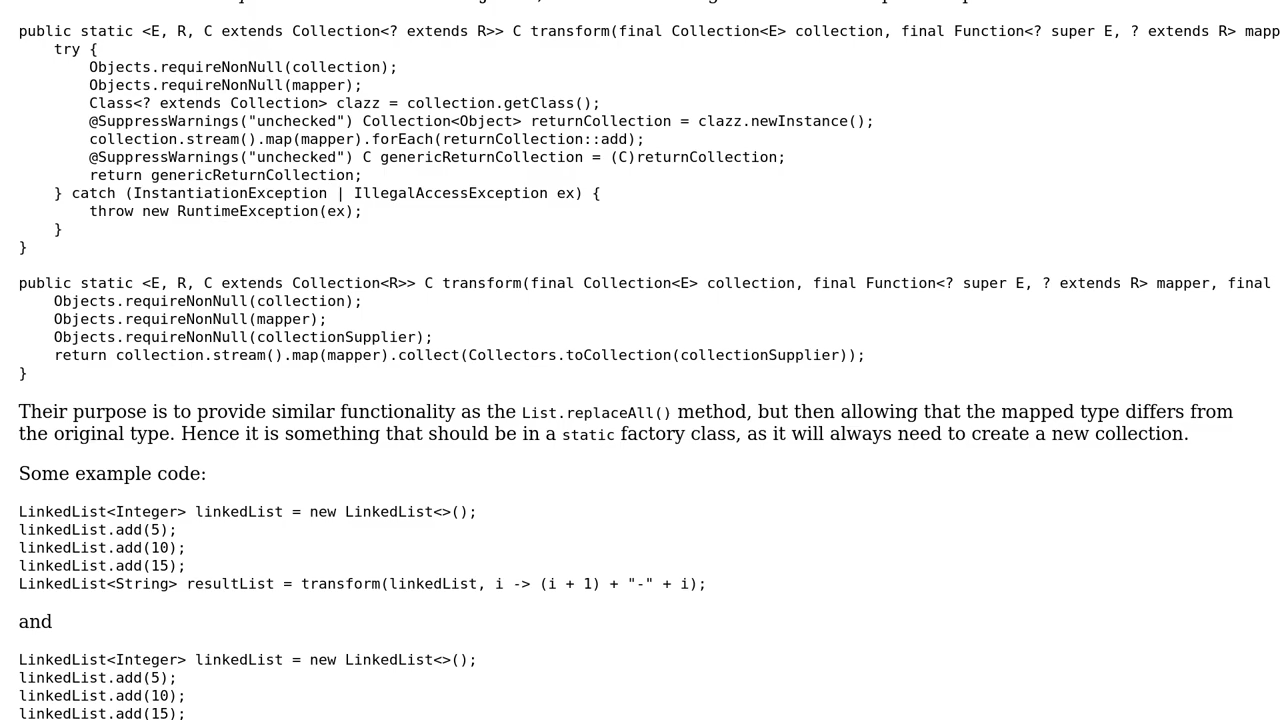 public static <E, R, C extends Collection<? extends R>> C transform(final Collection<E> collection, final Function<? super E, ? extends R> mapp
    try {
        Objects.requireNonNull(collection);
        Objects.requireNonNull(mapper);
        Class<? extends Collection> clazz = collection.getClass();
        @SuppressWarnings("unchecked") Collection<Object> returnCollection = clazz.newInstance();
        collection.stream().map(mapper).forEach(returnCollection::add);
        @SuppressWarnings("unchecked") C genericReturnCollection = (C)returnCollection;
        return genericReturnCollection;
    } catch (InstantiationException | IllegalAccessException ex) {
        throw new RuntimeException(ex);
    }
}
public static <E, R, C extends Collection<R>> C transform(final Collection<E> collection, final Function<? super E, ? extends R> mapper, final
    Objects.requireNonNull(collection);
    Objects.requireNonNull(mapper);
    Objects.requireNonNull(collectionSupplier);
    return collection.stream().map(mapper).collect(Collectors.toCollection(collectionSupplier));
}
Their purpose is to provide similar functionality as the List.replaceAll() method, but then allowing that the mapped type differs from
the original type. Hence it is something that should be in a static factory class, as it will always need to create a new collection.
Some example code:
LinkedList<Integer> linkedList = new LinkedList<>();
linkedList.add(5);
linkedList.add(10);
linkedList.add(15);
LinkedList<String> resultList = transform(linkedList, i -> (i + 1) + "-" + i);
and
LinkedList<Integer> linkedList = new LinkedList<>();
linkedList.add(5);
linkedList.add(10);
linkedList.add(15);